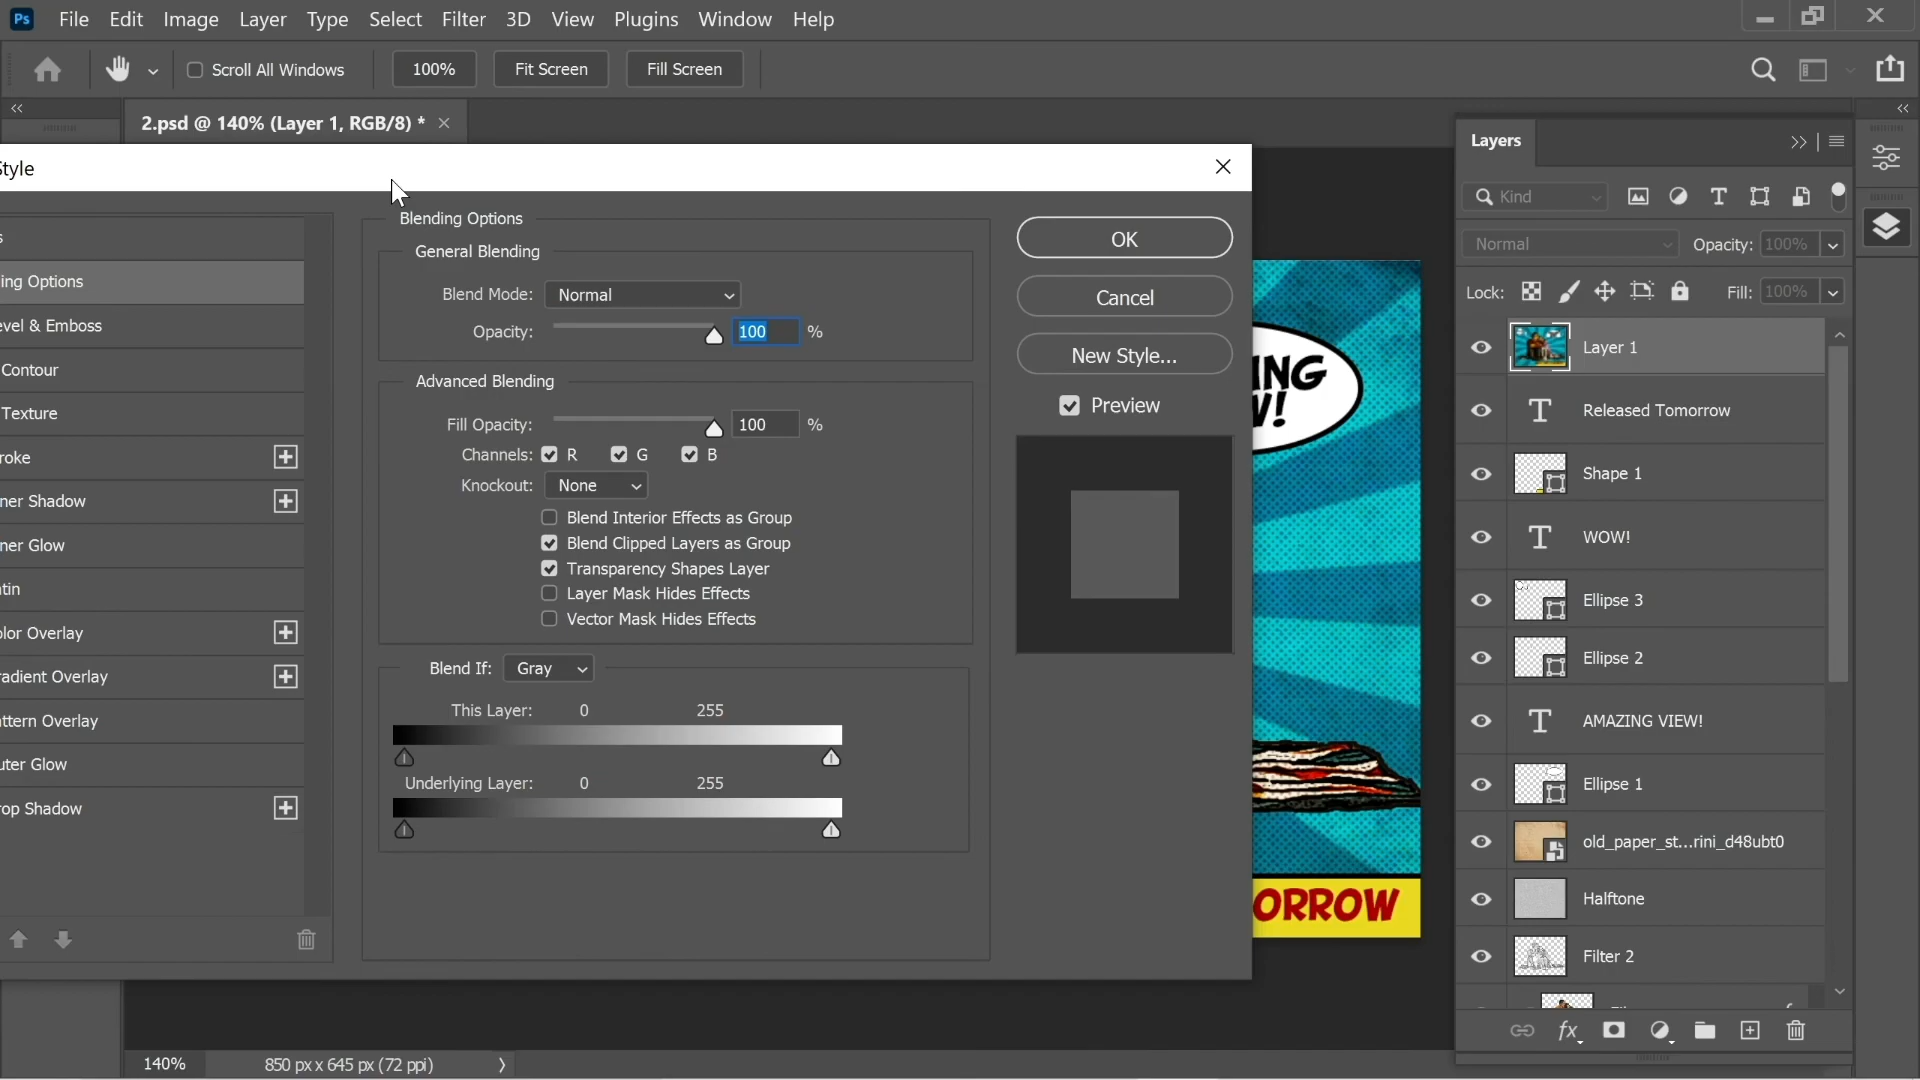 Ps File Edit Image Layer Type Select Filter 3D View Plugins Window Help
Scroll All Windows 100% Fit Screen Fill Screen
2.psd @ 140% (Layer 1, RGB/8) *
Style
s
ing Options
evel & Emboss
Contour
Texture
roke
ner Shadow
ner Glow
tin
olor Overlay
radient Overlay
attern Overlay
uter Glow
rop Shadow
Blending Options
General Blending
Blend Mode: Normal
Opacity: 100 %
Advanced Blending
Fill Opacity: 100 %
Channels: R G B
Knockout: None
Blend Interior Effects as Group
Blend Clipped Layers as Group
Transparency Shapes Layer
Layer Mask Hides Effects
Vector Mask Hides Effects
Blend If: Gray
This Layer: 0 255
Underlying Layer: 0 255
OK
Cancel
New Style...
Preview
ING
W!
ORROW
Layers
Kind
Normal Opacity: 100%
Lock: Fill: 100%
Layer 1
Released Tomorrow
Shape 1
WOW!
Ellipse 3
Ellipse 2
AMAZING VIEW!
Ellipse 1
old_paper_st...rini_d48ubt0
Halftone
Filter 2
fx
140% 850 px x 645 px (72 ppi)